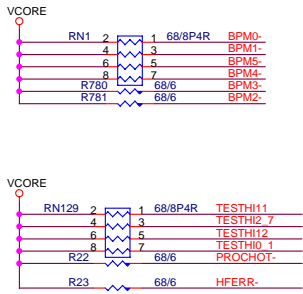 VCORE
RN1 2 1 68/8P4R BPM0-
4 3 BPM1-
6 5 BPM5-
8 7 BPM4-
R780 68/6 BPM3-
R781 68/6 BPM2-
VCORE
RN129 2 1 68/8P4R TESTHI11
4 3 TESTHI2_7
6 5 TESTHI12
8 7 TESTHI0_1
R22 68/6 PROCHOT-
R23 68/6 HFERR-